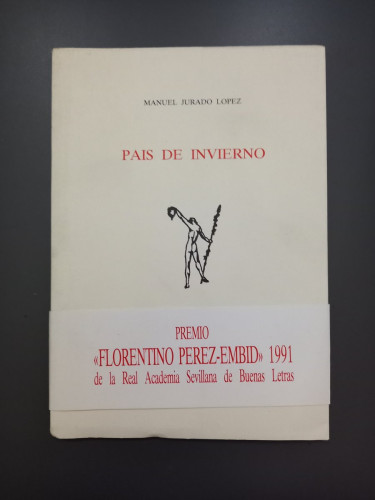 MANUEL JURADO LOPEZ
PAIS DE INVIERNO
PREMIO
«FLORENTINO PEREZ-EMBID» 1991
de la Real Academia Sevillana de Buenas Letras